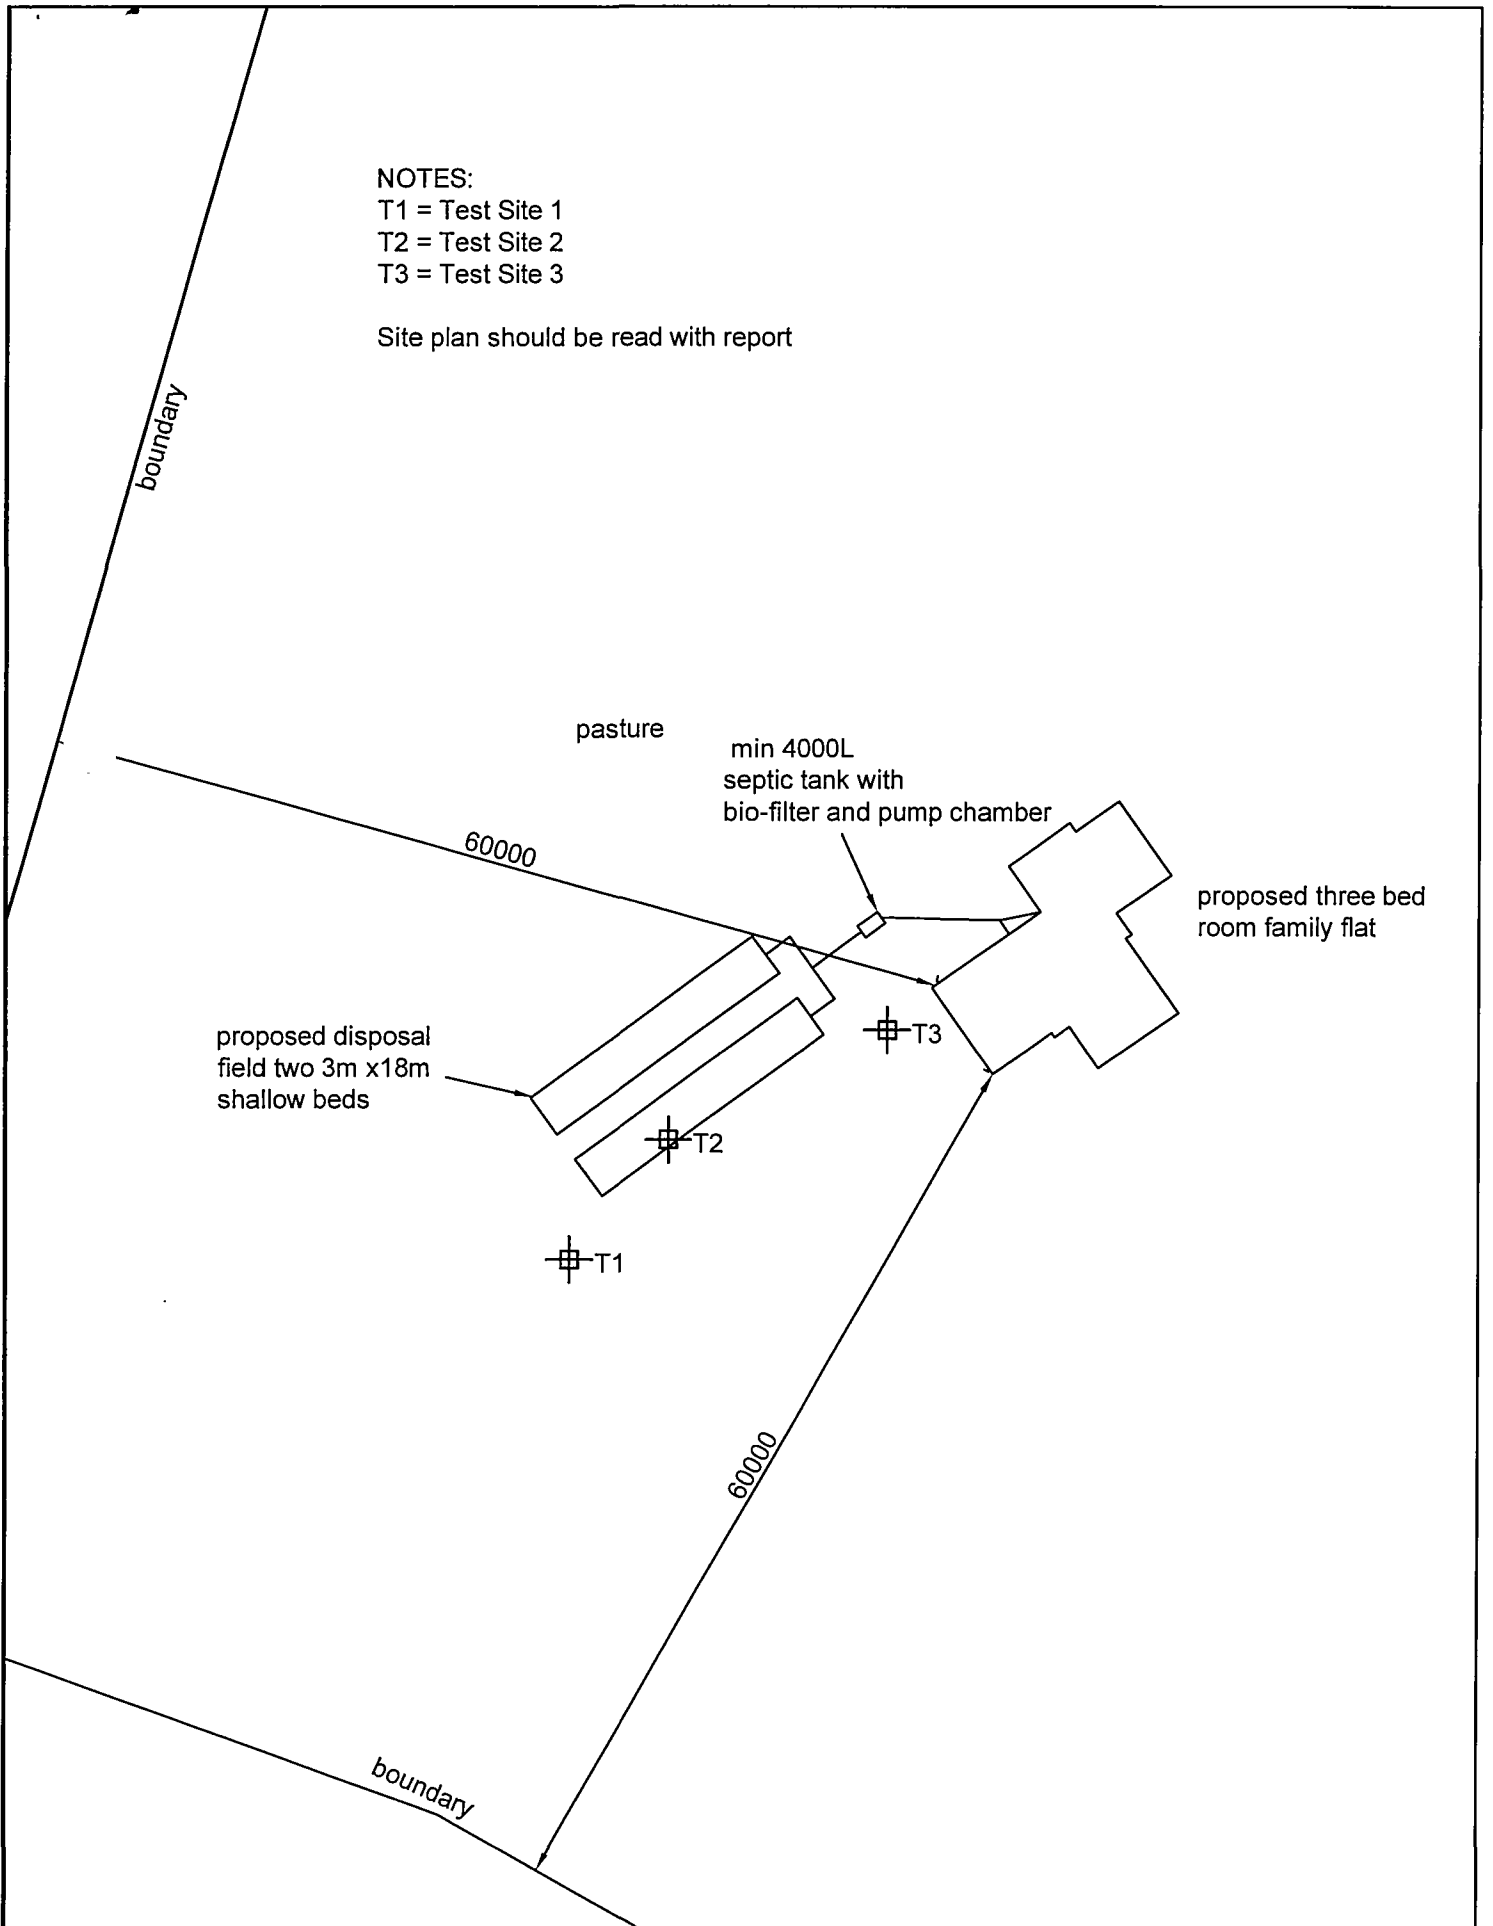 NOTES:
T1 = Test Site 1
T2 = Test Site 2
T3 = Test Site 3
Site plan should be read with report
boundary
pasture
min 4000L
septic tank with
bio-filter and pump chamber
60000
proposed three bed
room family flat
proposed disposal
field two 3m x18m
shallow beds
T3
T2
T1
60000
boundary